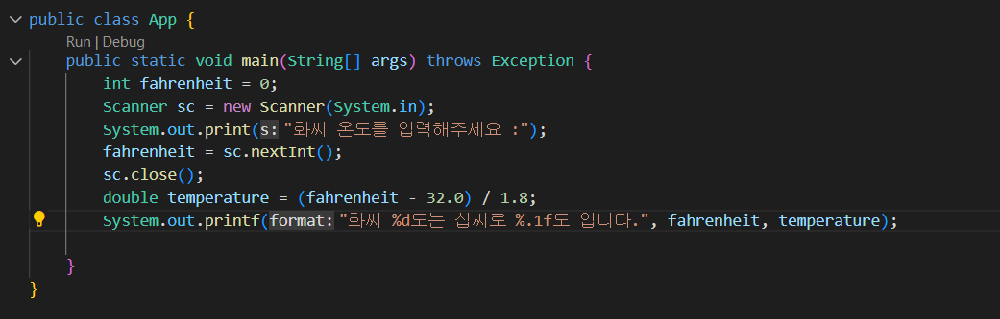 public class App {
Run | Debug
public static void main(String[] args) throws Exception {
int fahrenheit = 0;
Scanner sc = new Scanner(System.in);
System.out.print(s:"화씨 온도를 입력해주세요 :");
fahrenheit = sc.nextInt();
sc.close();
double temperature = (fahrenheit - 32.0) / 1.8;
System.out.printf(format:"화씨 %d도는 섭씨로 %.1f도 입니다.", fahrenheit, temperature);
}
}